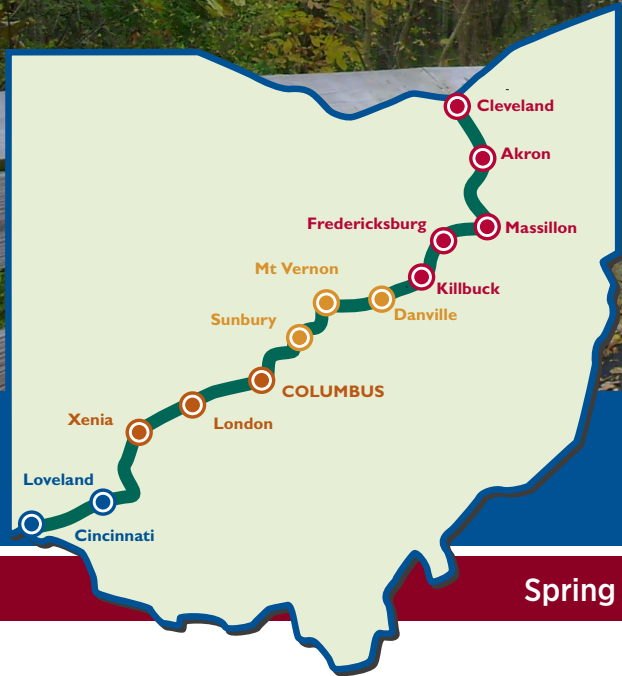 Cleveland
Akron
Massillon
Fredericksburg
Killbuck
Mt Vernon
Danville
Sunbury
COLUMBUS
London
Xenia
Loveland
Cincinnati
Spring